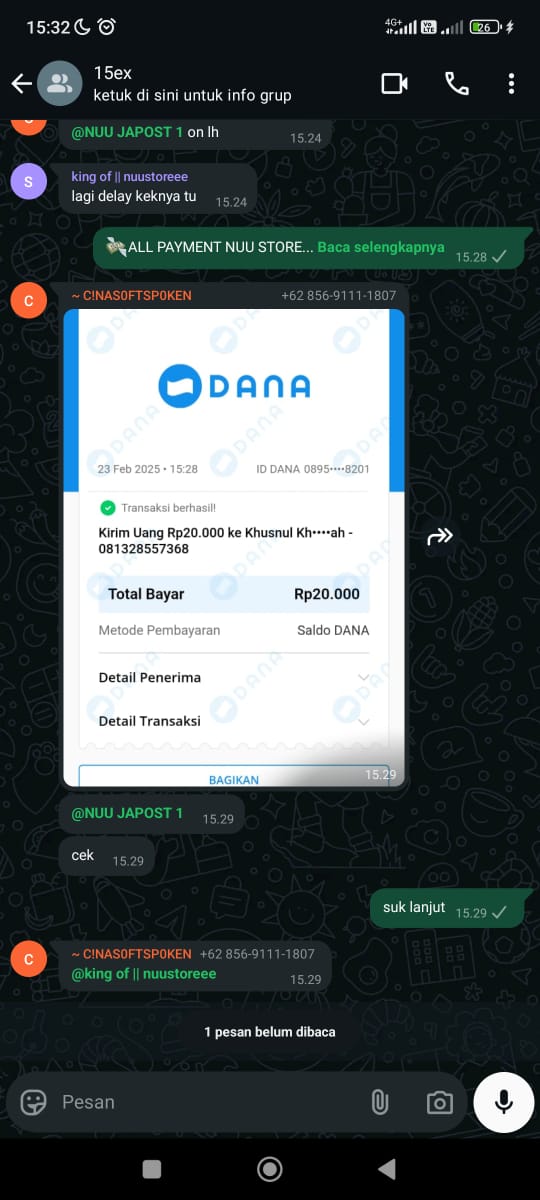 15:32
4G+
Vo LTE
26
15ex
ketuk di sini untuk info grup
@NUU JAPOST 1 on lh
15.24
S
king of || nuustoreee
lagi delay keknya tu
15.24
💸ALL PAYMENT NUU STORE... Baca selengkapnya
15.28
C
~ C!NAS0FTSP0KEN +62 856-9111-1807
DANA
23 Feb 2025 • 15:28 ID DANA 0895••••8201
Transaksi berhasil!
Kirim Uang Rp20.000 ke Khusnul Kh••••ah -
081328557368
Total Bayar Rp20.000
Metode Pembayaran Saldo DANA
Detail Penerima
Detail Transaksi
BAGIKAN
15.29
@NUU JAPOST 1
15.29
cek
15.29
suk lanjut
15.29
C
~ C!NAS0FTSP0KEN +62 856-9111-1807
@king of || nuustoreee
15.29
1 pesan belum dibaca
Pesan